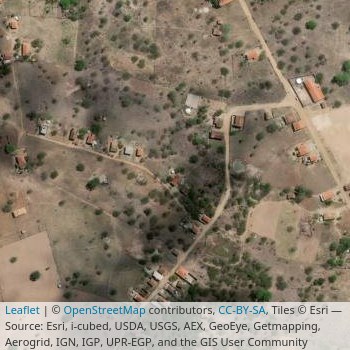 Leaflet | © OpenStreetMap contributors, CC-BY-SA, Tiles © Esri —
Source: Esri, i-cubed, USDA, USGS, AEX, GeoEye, Getmapping,
Aerogrid, IGN, IGP, UPR-EGP, and the GIS User Community